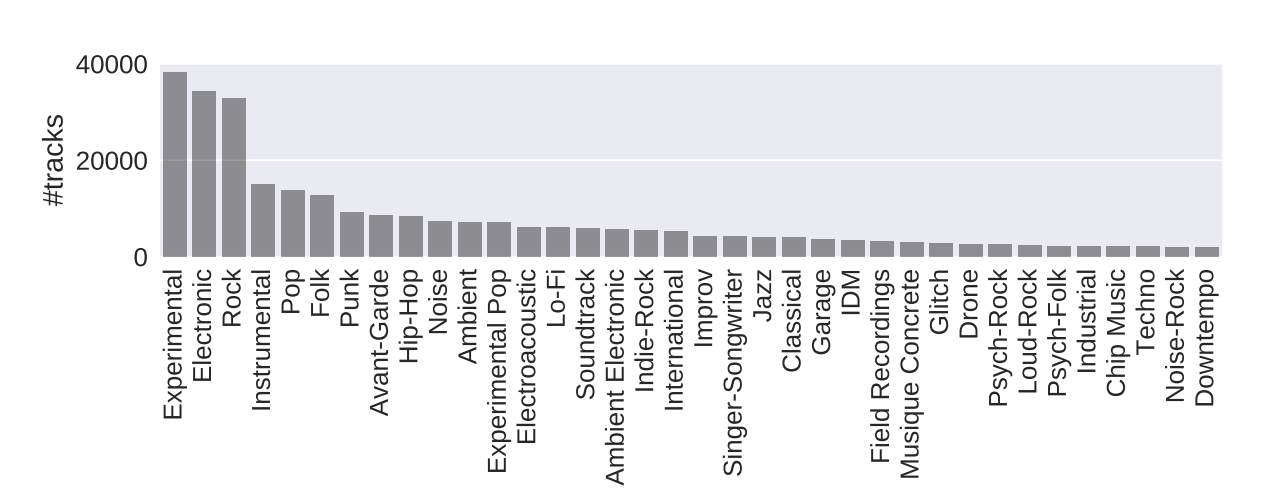 40000
20000
0
#tracks
Experimental
Electronic
Rock
Instrumental
Pop
Folk
Punk
Avant-Garde
Hip-Hop
Noise
Ambient
Experimental Pop
Electroacoustic
Lo-Fi
Soundtrack
Ambient Electronic
Indie-Rock
International
Improv
Singer-Songwriter
Jazz
Classical
Garage
IDM
Field Recordings
Musique Concrete
Glitch
Drone
Psych-Rock
Loud-Rock
Psych-Folk
Industrial
Chip Music
Techno
Noise-Rock
Downtempo